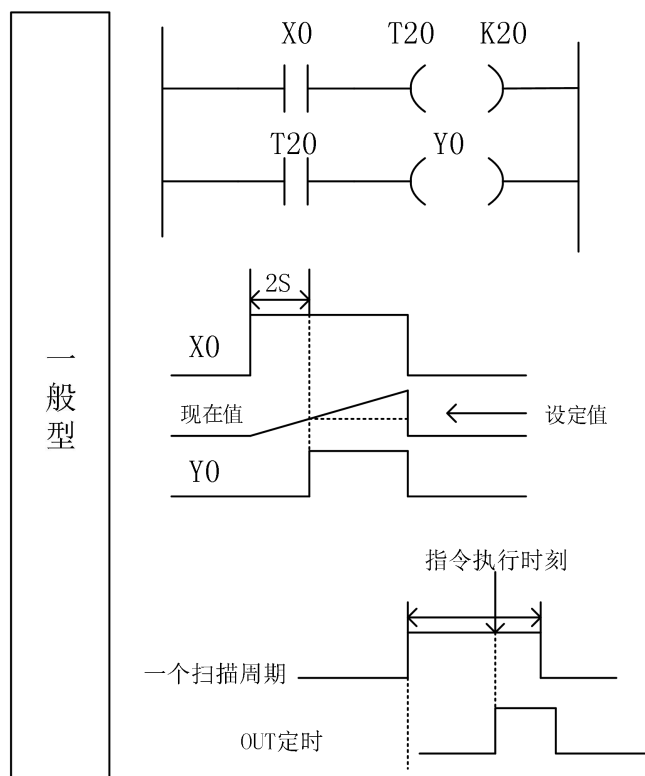 一般型
X0 T20 K20
T20 Y0
2S
X0
现在值 设定值
Y0
指令执行时刻
一个扫描周期
OUT定时